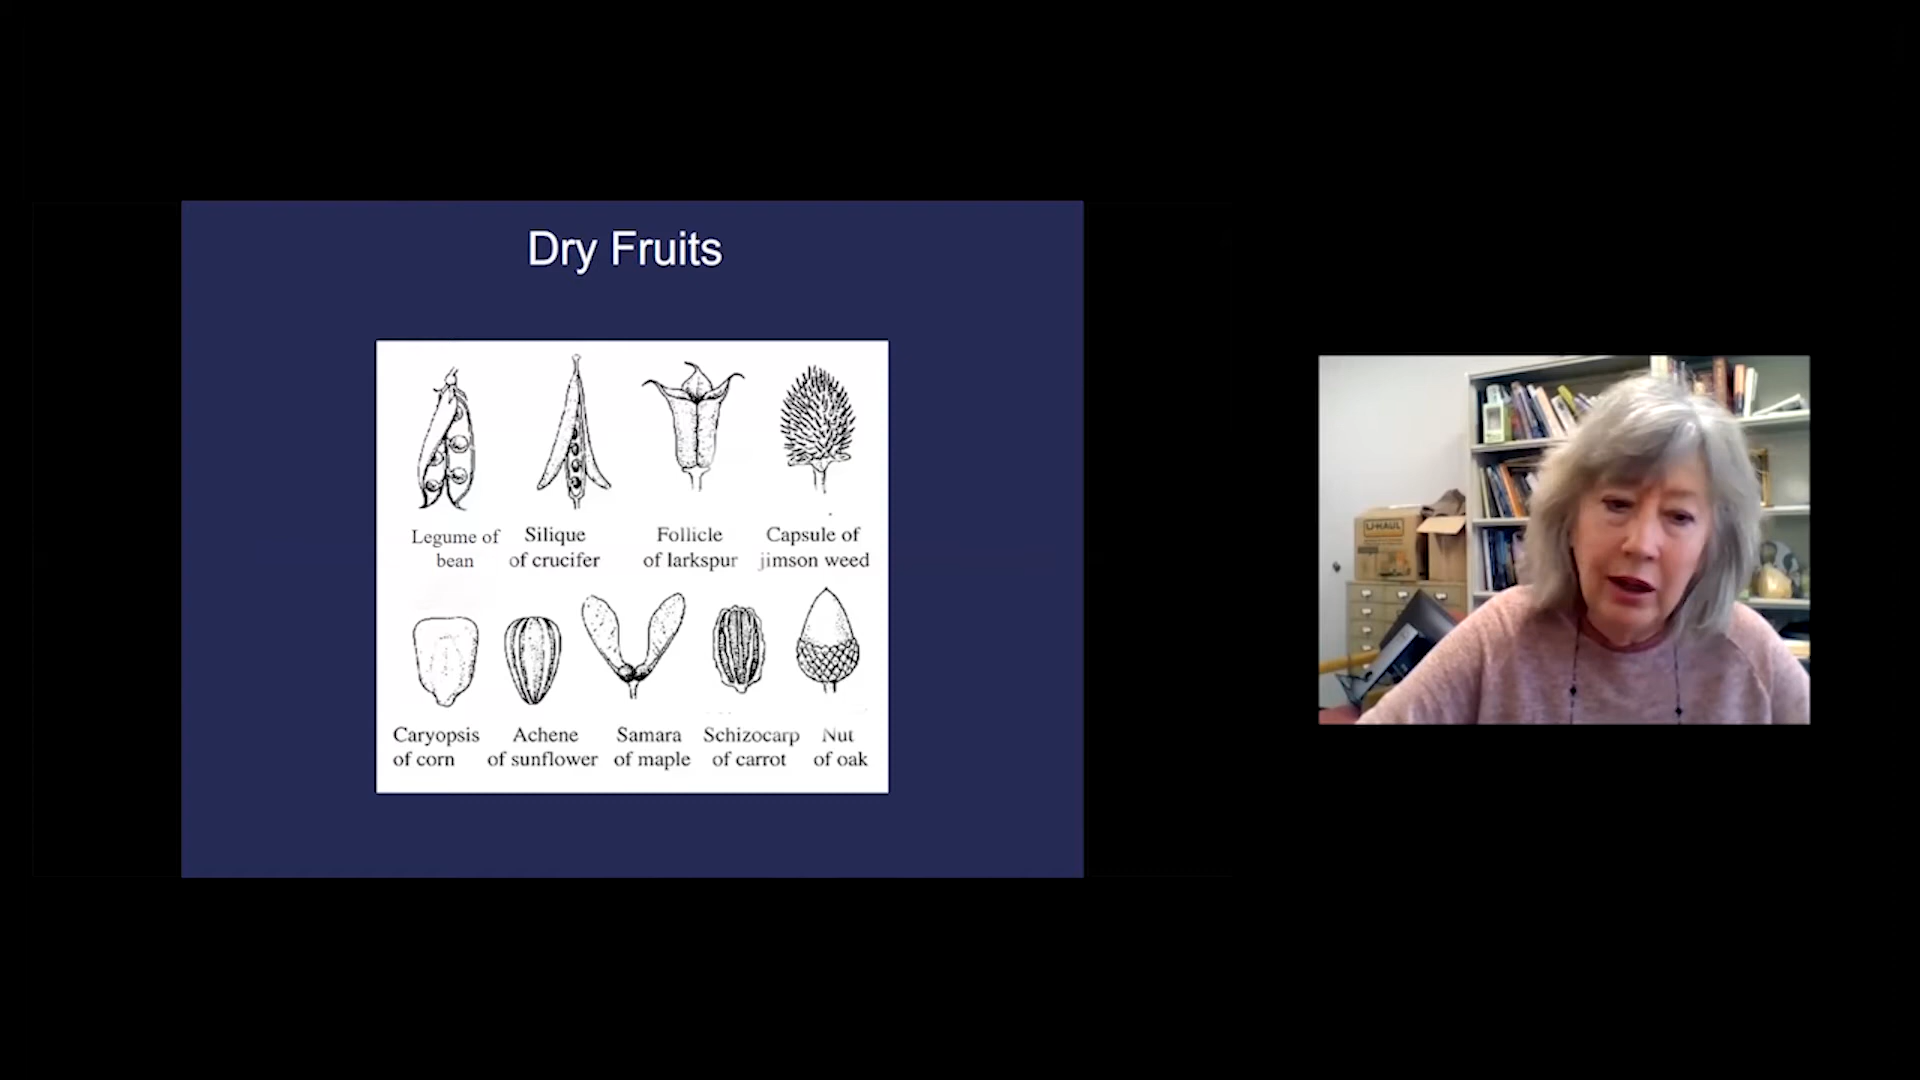 Dry Fruits
Legume of
bean
Silique
of crucifer
Follicle
of larkspur
Capsule of
jimson weed
Caryopsis
of corn
Achene
of sunflower
Samara
of maple
Schizocarp
of carrot
Nut
of oak
U-HAUL